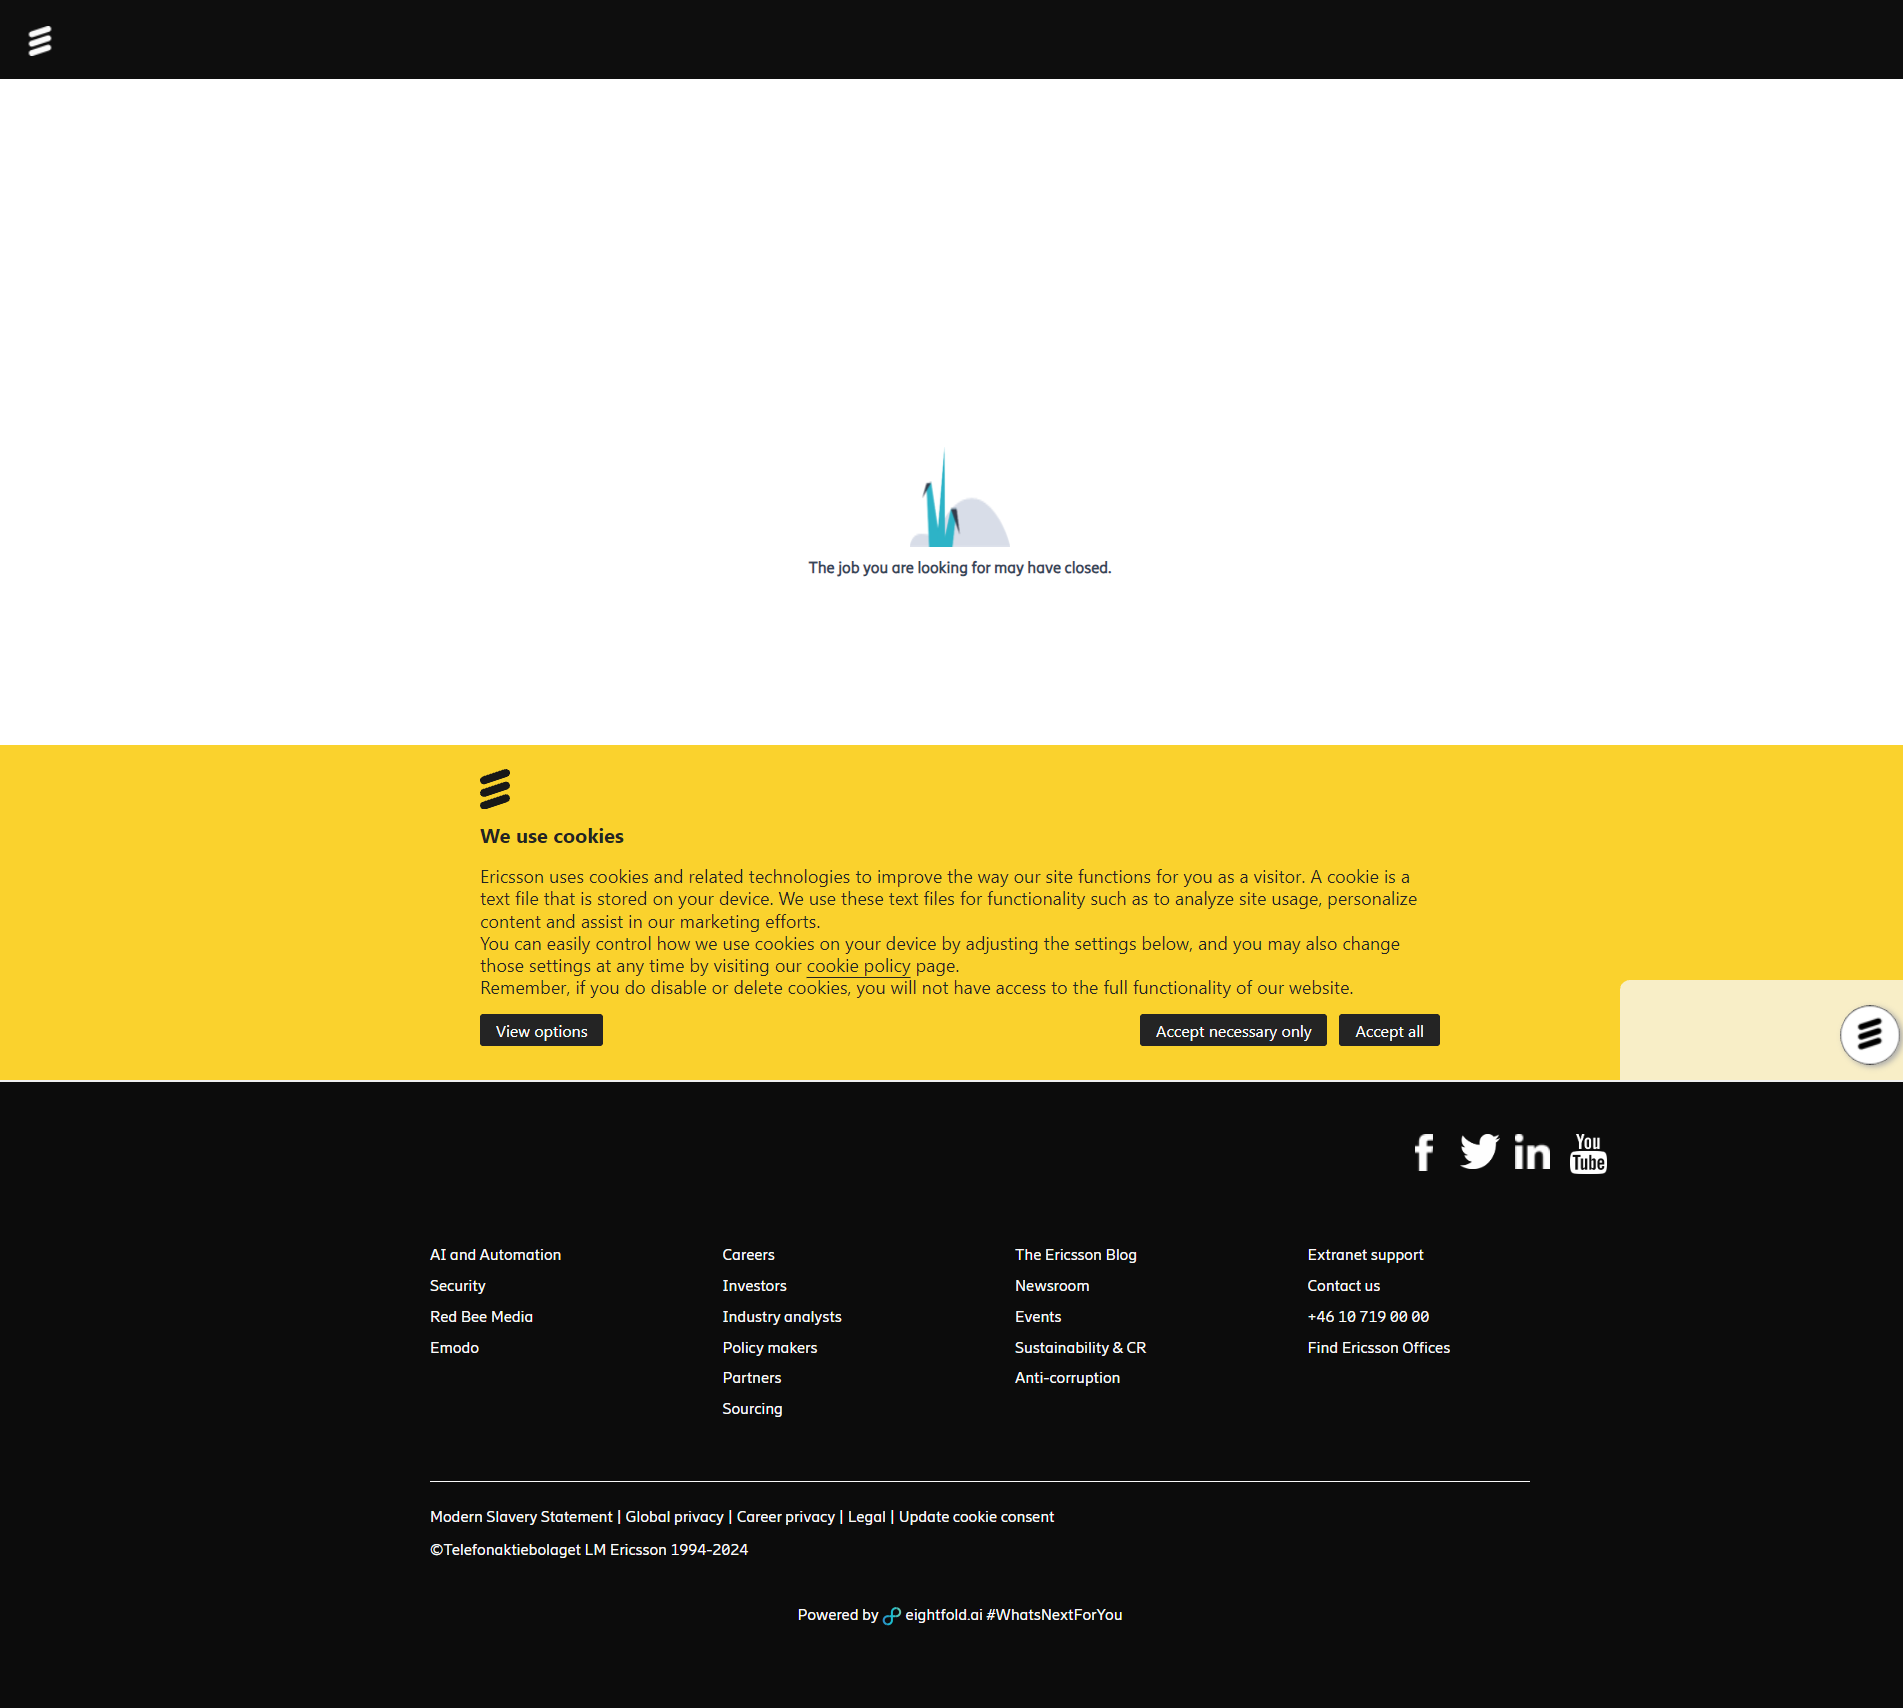 The job you are looking for may have closed.
We use cookies
Ericsson uses cookies and related technologies to improve the way our site functions for you as a visitor. A cookie is a
text file that is stored on your device. We use these text files for functionality such as to analyze site usage, personalize
content and assist in our marketing efforts.
You can easily control how we use cookies on your device by adjusting the settings below, and you may also change
those settings at any time by visiting our cookie policy page.
Remember, if you do disable or delete cookies, you will not have access to the full functionality of our website.
View options
Accept necessary only
Accept all
You
Tube
AI and Automation
Security
Red Bee Media
Emodo
Careers
Investors
Industry analysts
Policy makers
Partners
Sourcing
The Ericsson Blog
Newsroom
Events
Sustainability & CR
Anti-corruption
Extranet support
Contact us
+46 10 719 00 00
Find Ericsson Offices
Modern Slavery Statement | Global privacy | Career privacy | Legal | Update cookie consent
©Telefonaktiebolaget LM Ericsson 1994-2024
Powered by eightfold.ai #WhatsNextForYou